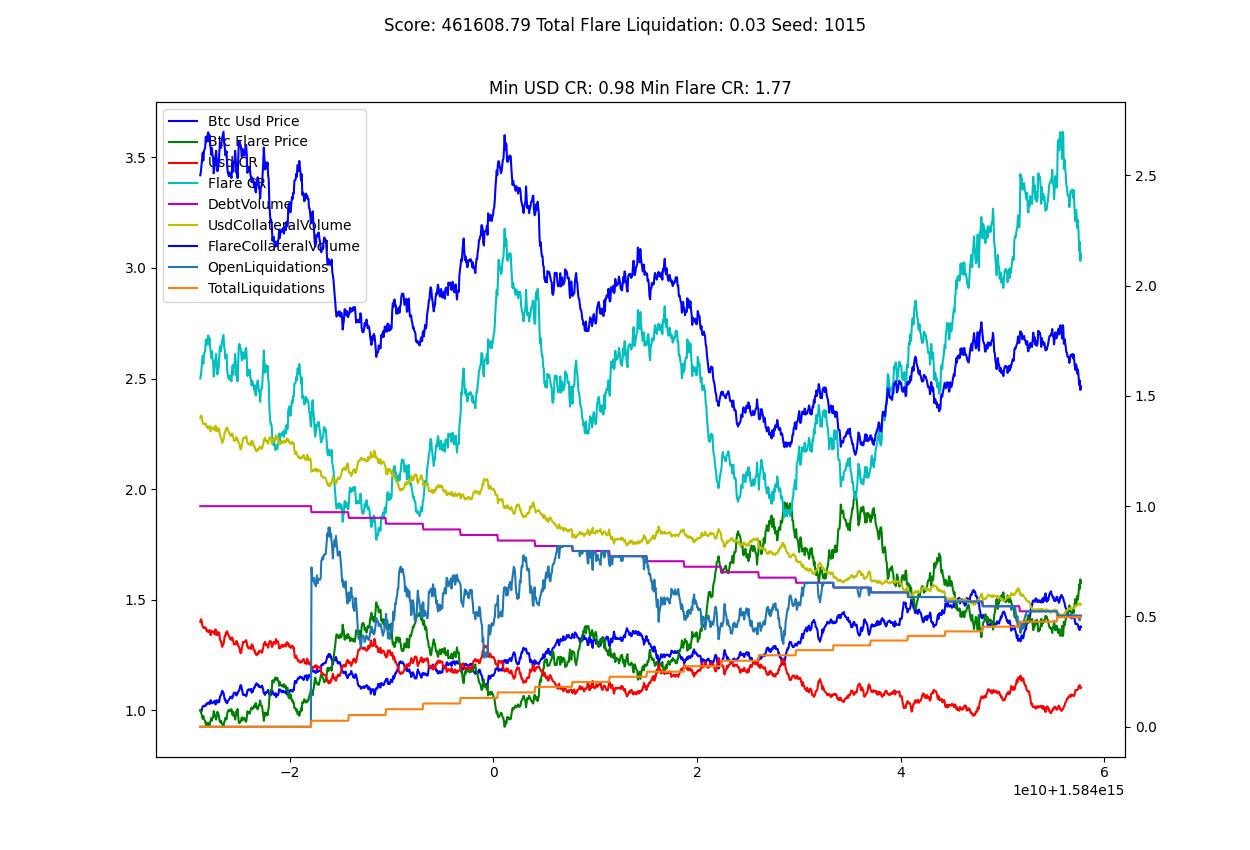 Score: 461608.79 Total Flare Liquidation: 0.03 Seed: 1015
Min USD CR: 0.98 Min Flare CR: 1.77
Btc Usd Price
Btc Flare Price
Usd CR
Flare CR
DebtVolume
UsdCollateralVolume
FlareCollateralVolume
OpenLiquidations
TotalLiquidations
3.5
3.0
2.5
2.0
1.5
1.0
2.5
2.0
1.5
1.0
0.5
0.0
−2
0
2
4
6
1e10+1.584e15